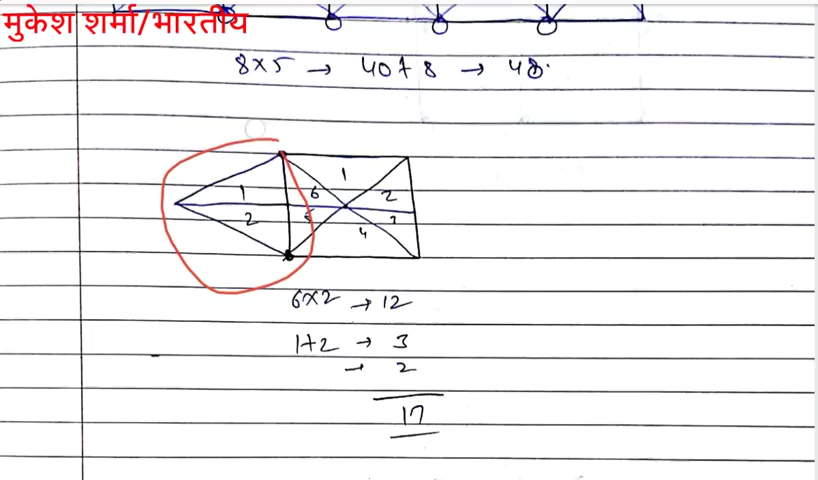 मुकेश शर्मा/भारतीय
8×5 → 40+8 → 48
1
1 6 2
2 5 3
4
6×2 → 12
1+2 → 3
→ 2
17